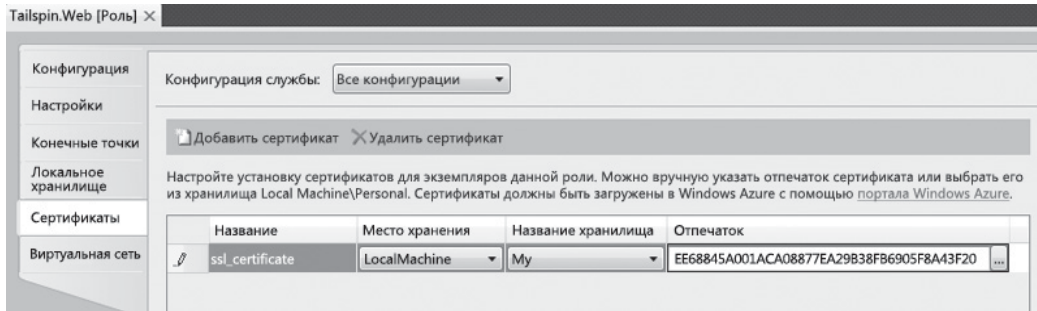 Tailspin.Web [Роль] ×
Конфигурация
Настройки
Конечные точки
Локальное
хранилище
Сертификаты
Виртуальная сеть
Конфигурация службы: Все конфигурации
Добавить сертификат Удалить сертификат
Настройте установку сертификатов для экземпляров данной роли. Можно вручную указать отпечаток сертификата или выбрать его
из хранилища Local Machine\Personal. Сертификаты должны быть загружены в Windows Azure с помощью портала Windows Azure.
Название Место хранения Название хранилища Отпечаток
ssl_certificate LocalMachine My EE68845A001ACA08877EA29B38FB6905F8A43F20 ...